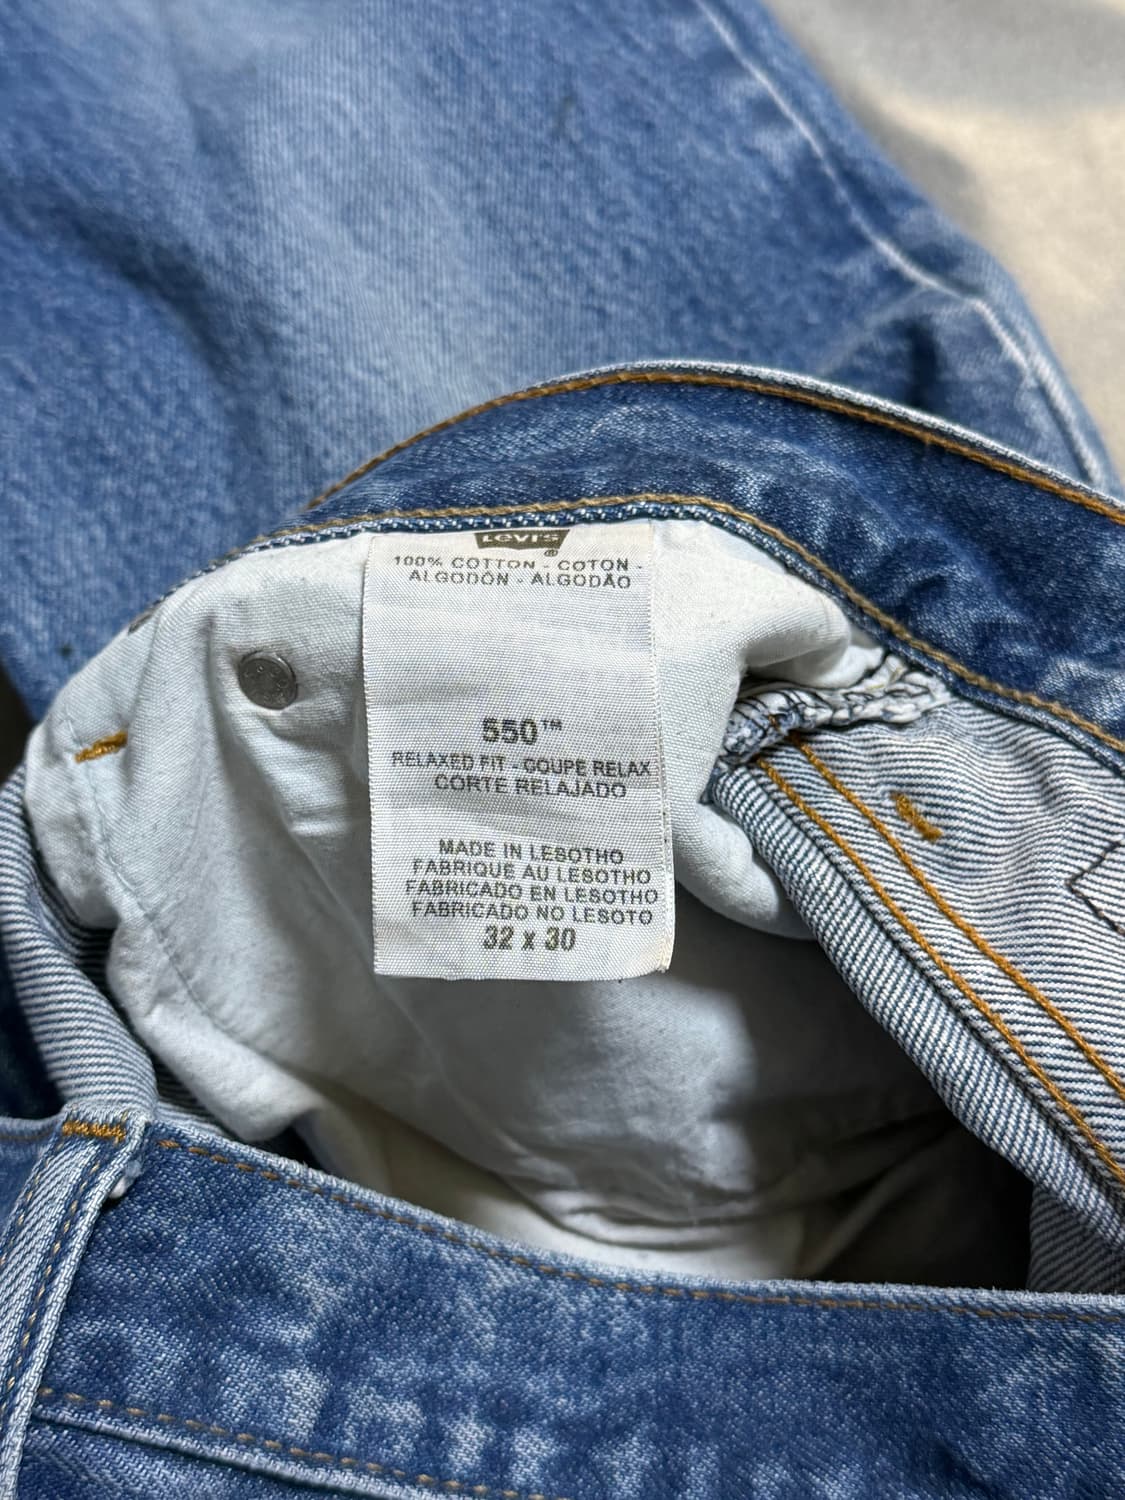 Levi's
®
100% COTTON - COTON -
ALGODÓN - ALGODÃO
550™
RELAXED FIT - COUPE RELAX
CORTE RELAJADO
MADE IN LESOTHO
FABRIQUE AU LESOTHO
FABRICADO EN LESOTHO
FABRICADO NO LESOTO
32 x 30